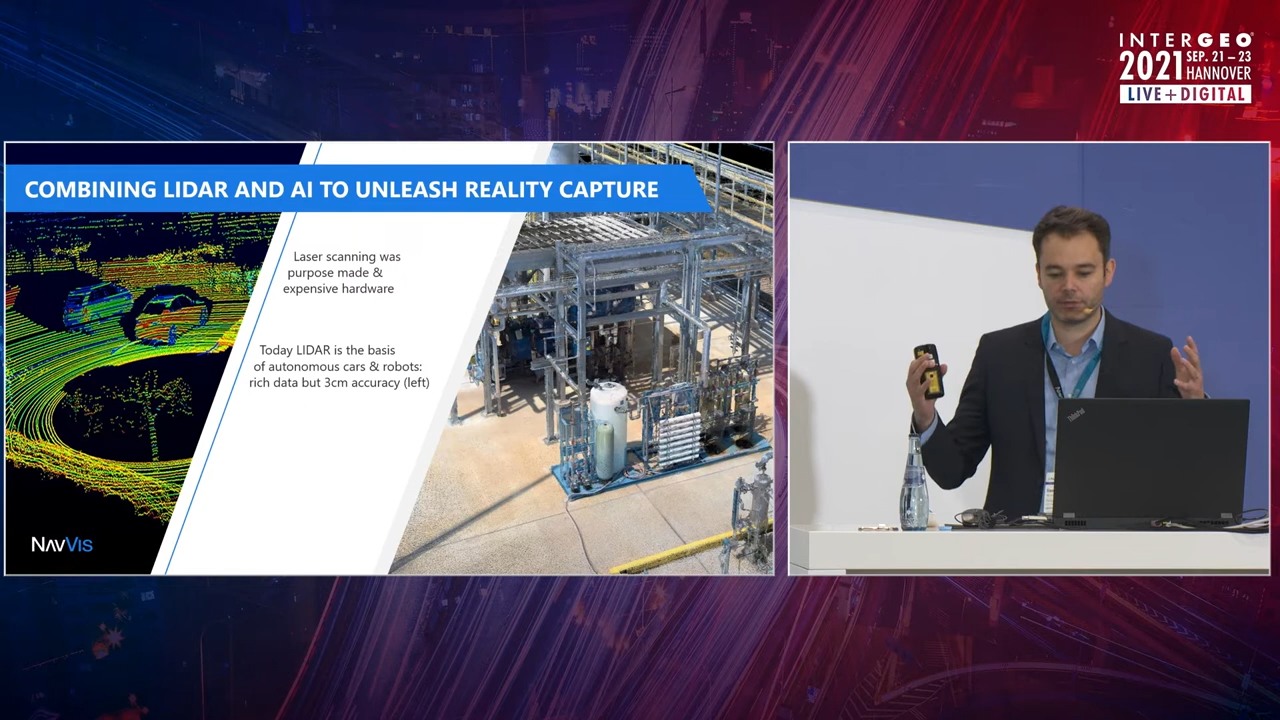 INTERGEO
2021 SEP. 21 – 23
HANNOVER
LIVE + DIGITAL
COMBINING LIDAR AND AI TO UNLEASH REALITY CAPTURE
Laser scanning was
purpose made &
expensive hardware
Today LIDAR is the basis
of autonomous cars & robots:
rich data but 3cm accuracy (left)
NavVis
ThinkPad